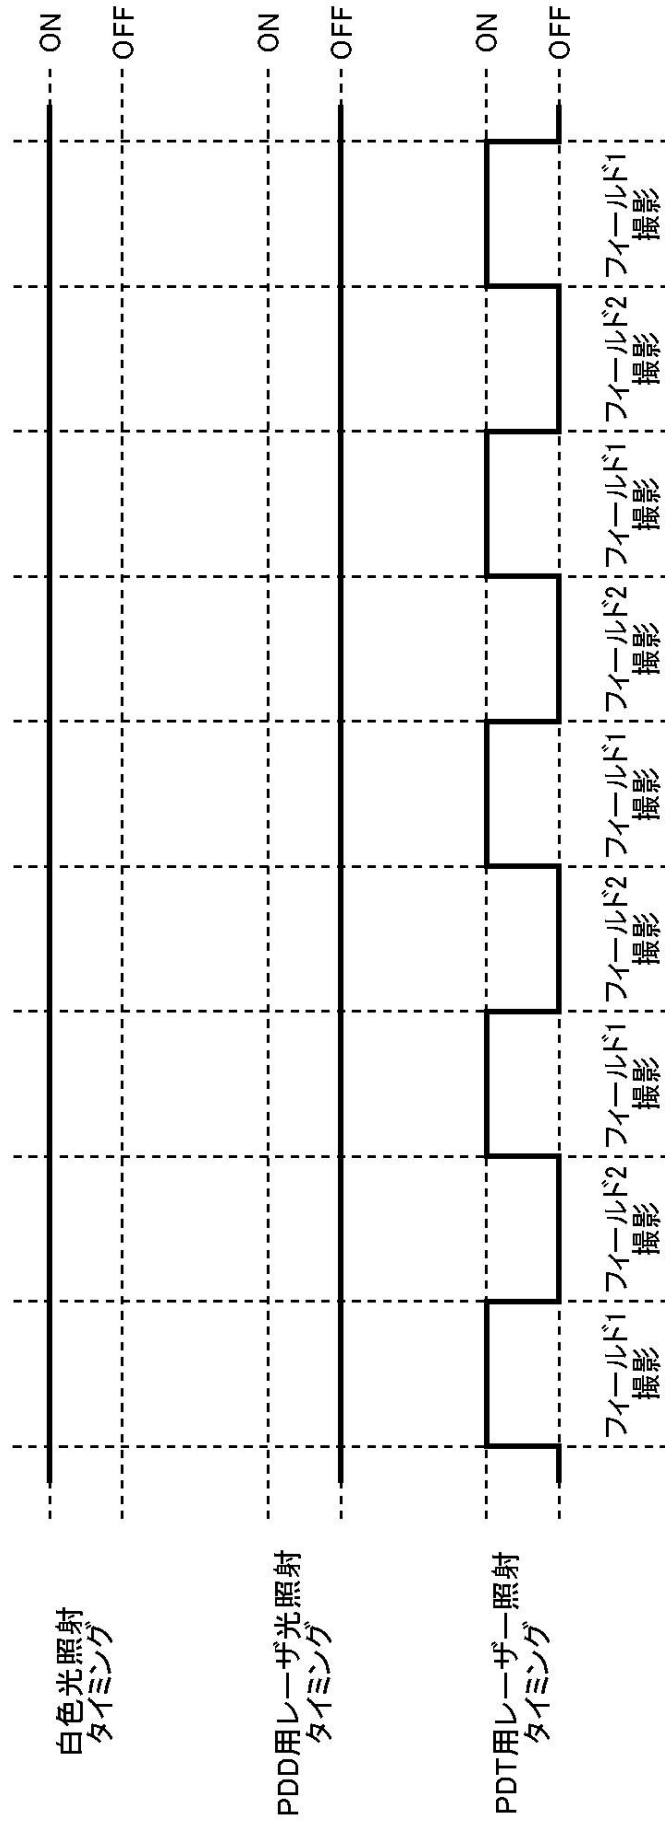 白色光照射
タイミング
ON
OFF
PDD用レーザ光照射
タイミング
ON
OFF
PDT用レーザー照射
タイミング
ON
OFF
フィールド1
撮影
フィールド2
撮影
フィールド1
撮影
フィールド2
撮影
フィールド1
撮影
フィールド2
撮影
フィールド1
撮影
フィールド2
撮影
フィールド1
撮影